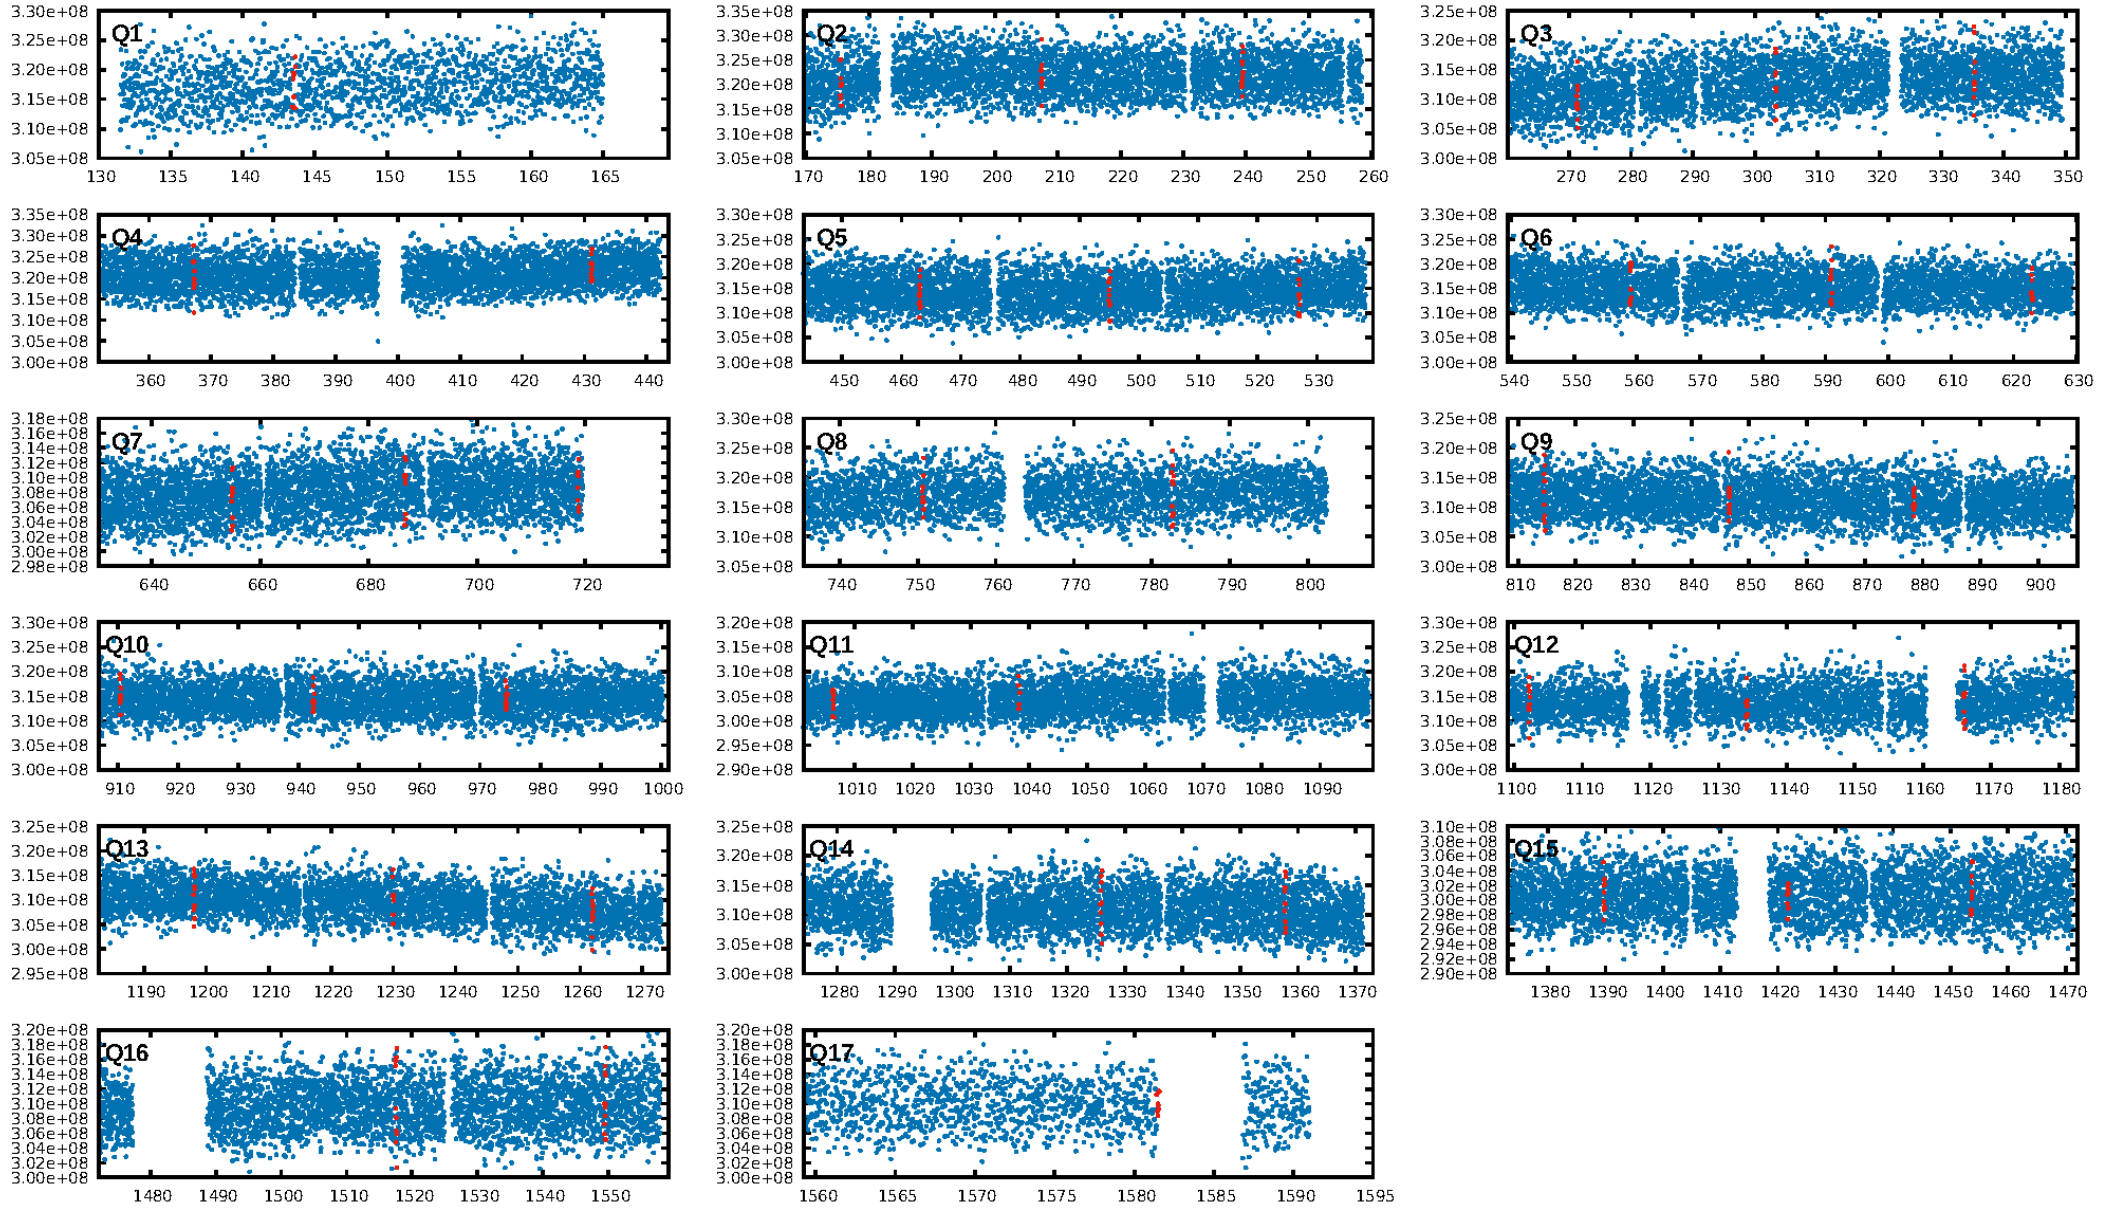 3.30e+08 3.25e+08 3.20e+08 3.15e+08 3.10e+08 3.05e+08
Q1
130 135 140 145 150 155 160 165
3.35e+08 3.30e+08 3.25e+08 3.20e+08 3.15e+08 3.10e+08 3.05e+08
Q2
170 180 190 200 210 220 230 240 250 260
3.25e+08 3.20e+08 3.15e+08 3.10e+08 3.05e+08 3.00e+08
Q3
270 280 290 300 310 320 330 340 350
3.35e+08 3.30e+08 3.25e+08 3.20e+08 3.15e+08 3.10e+08 3.05e+08 3.00e+08
Q4
360 370 380 390 400 410 420 430 440
3.30e+08 3.25e+08 3.20e+08 3.15e+08 3.10e+08 3.05e+08 3.00e+08
Q5
450 460 470 480 490 500 510 520 530
3.30e+08 3.25e+08 3.20e+08 3.15e+08 3.10e+08 3.05e+08 3.00e+08
Q6
540 550 560 570 580 590 600 610 620 630
3.18e+08 3.16e+08 3.14e+08 3.12e+08 3.10e+08 3.08e+08 3.06e+08 3.04e+08 3.02e+08 3.00e+08 2.98e+08
Q7
640 660 680 700 720
3.30e+08 3.25e+08 3.20e+08 3.15e+08 3.10e+08 3.05e+08
Q8
740 750 760 770 780 790 800
3.25e+08 3.20e+08 3.15e+08 3.10e+08 3.05e+08 3.00e+08
Q9
810 820 830 840 850 860 870 880 890 900
3.30e+08 3.25e+08 3.20e+08 3.15e+08 3.10e+08 3.05e+08 3.00e+08
Q10
910 920 930 940 950 960 970 980 990 1000
3.20e+08 3.15e+08 3.10e+08 3.05e+08 3.00e+08 2.95e+08 2.90e+08
Q11
1010 1020 1030 1040 1050 1060 1070 1080 1090
3.30e+08 3.25e+08 3.20e+08 3.15e+08 3.10e+08 3.05e+08 3.00e+08
Q12
1100 1110 1120 1130 1140 1150 1160 1170 1180
3.25e+08 3.20e+08 3.15e+08 3.10e+08 3.05e+08 3.00e+08 2.95e+08
Q13
1190 1200 1210 1220 1230 1240 1250 1260 1270
3.25e+08 3.20e+08 3.15e+08 3.10e+08 3.05e+08 3.00e+08
Q14
1280 1290 1300 1310 1320 1330 1340 1350 1360 1370
3.10e+08 3.08e+08 3.06e+08 3.04e+08 3.02e+08 3.00e+08 2.98e+08 2.96e+08 2.94e+08 2.92e+08 2.90e+08
Q15
1380 1390 1400 1410 1420 1430 1440 1450 1460 1470
3.20e+08 3.18e+08 3.16e+08 3.14e+08 3.12e+08 3.10e+08 3.08e+08 3.06e+08 3.04e+08 3.02e+08 3.00e+08
Q16
1480 1490 1500 1510 1520 1530 1540 1550
3.20e+08 3.18e+08 3.16e+08 3.14e+08 3.12e+08 3.10e+08 3.08e+08 3.06e+08 3.04e+08 3.02e+08 3.00e+08
Q17
1560 1565 1570 1575 1580 1585 1590 1595